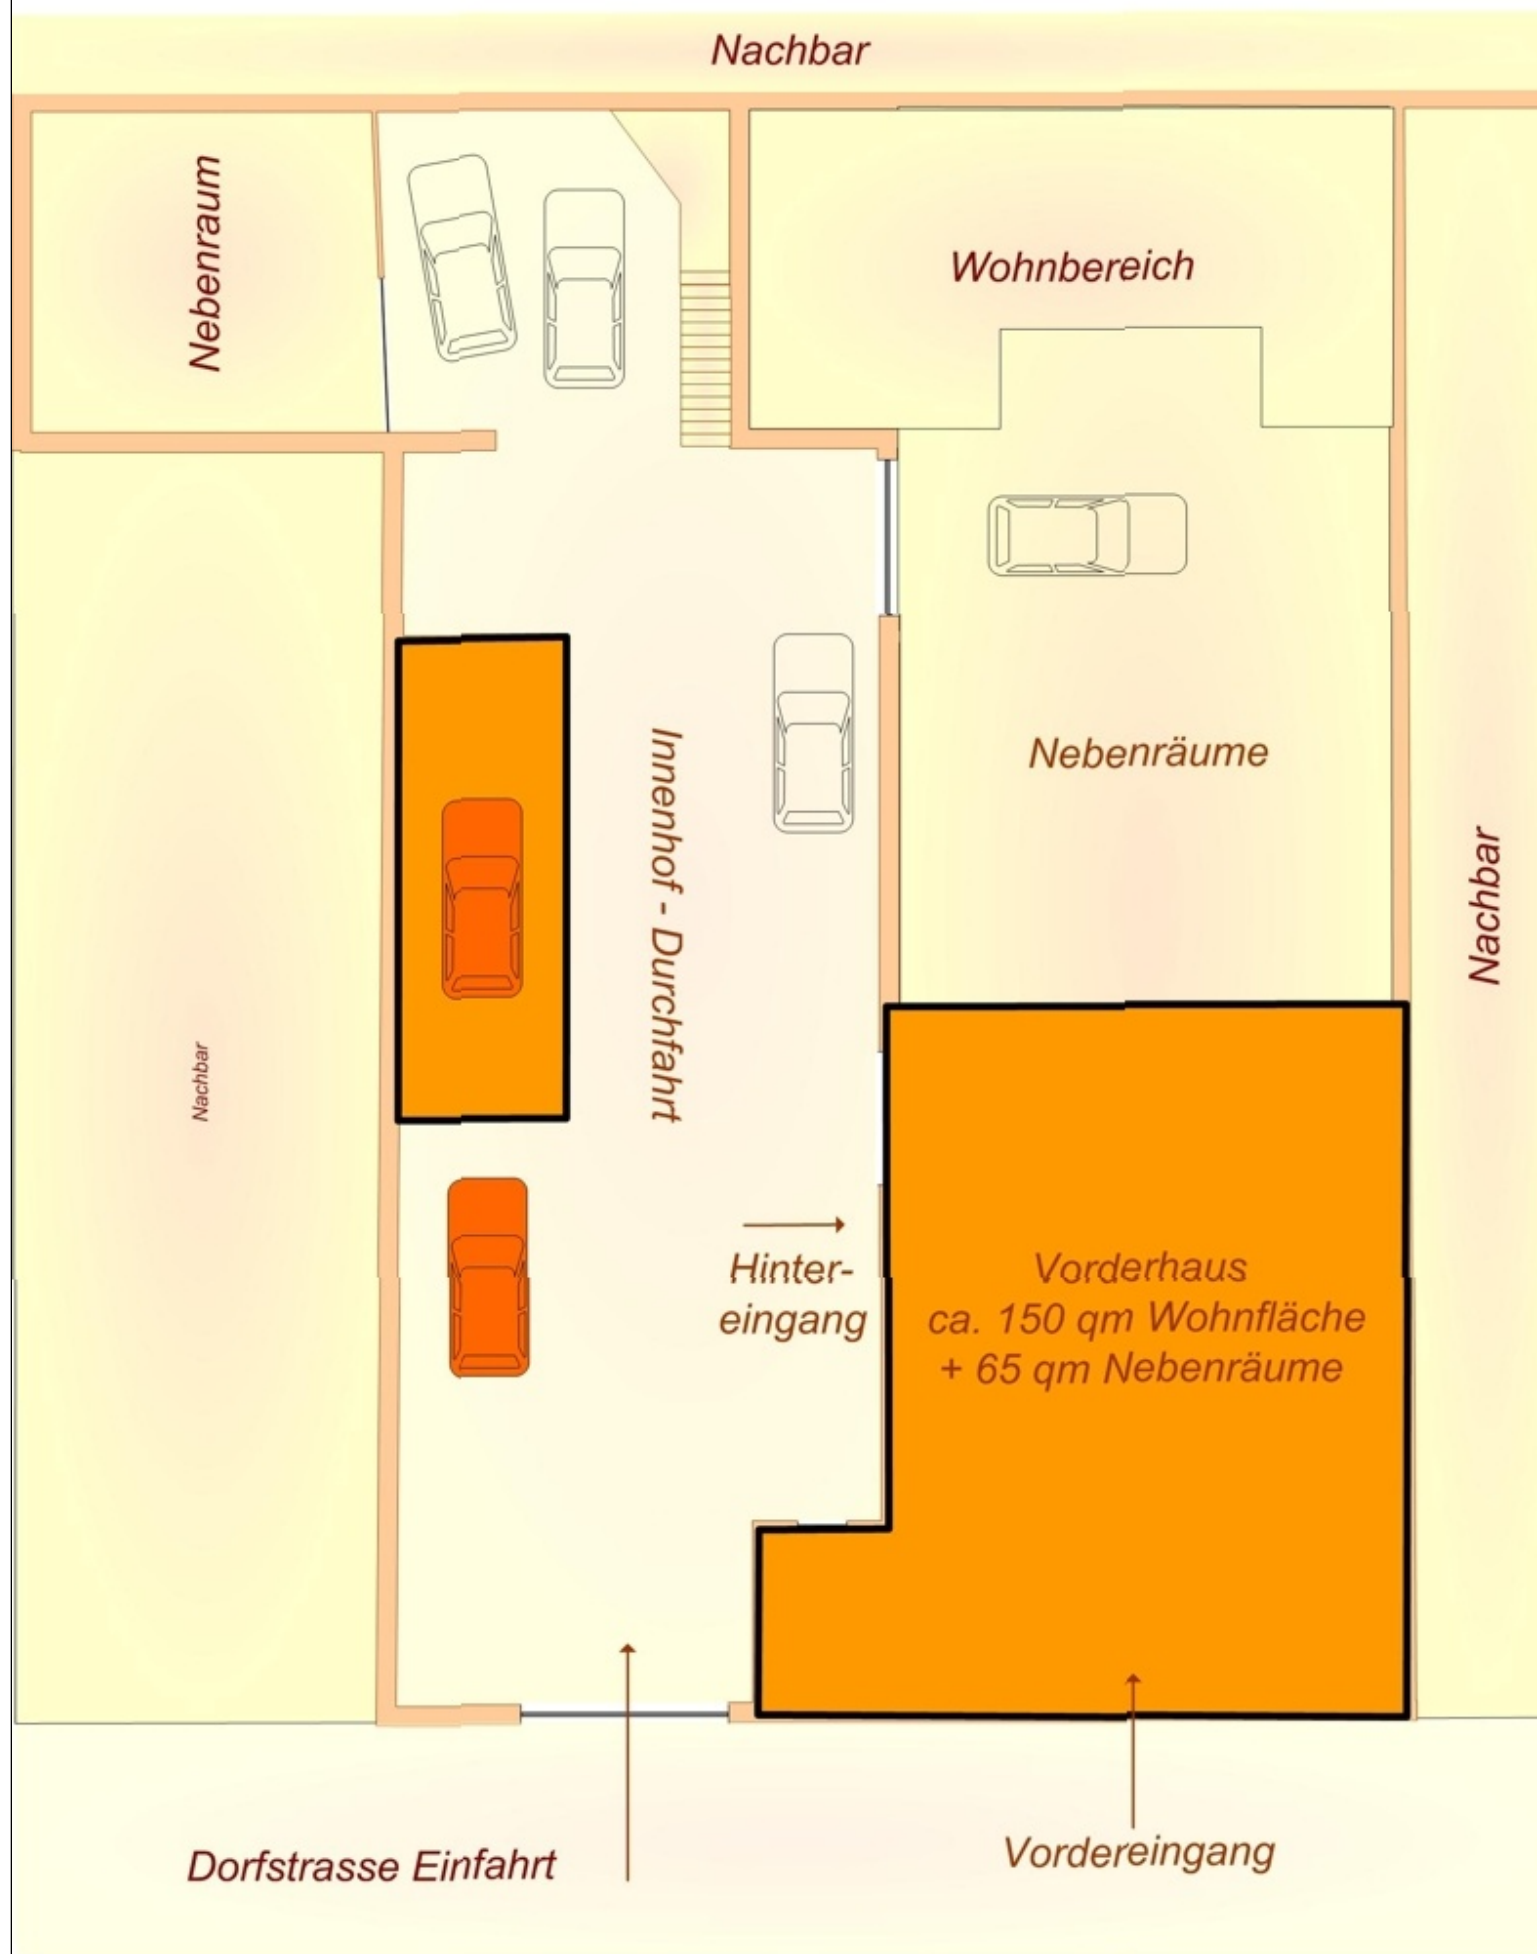 Nachbar
Nebenraum
Wohnbereich
Innenhof - Durchfahrt
Nebenräume
Nachbar
Nachbar
Hinter-
eingang
Vorderhaus
ca. 150 qm Wohnfläche
+ 65 qm Nebenräume
Dorfstrasse Einfahrt
Vordereingang